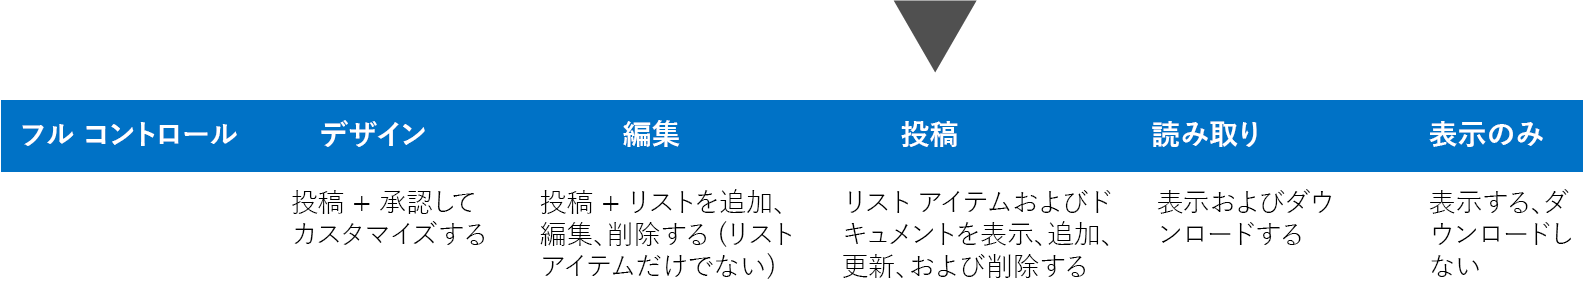 フル コントロール デザイン 編集 投稿 読み取り 表示のみ
投稿 + 承認して
カスタマイズする
投稿 + リストを追加、
編集、削除する (リスト
アイテムだけでない)
リスト アイテムおよびド
キュメントを表示、追加、
更新、および削除する
表示およびダウ
ンロードする
表示する、ダ
ウンロードし
ない